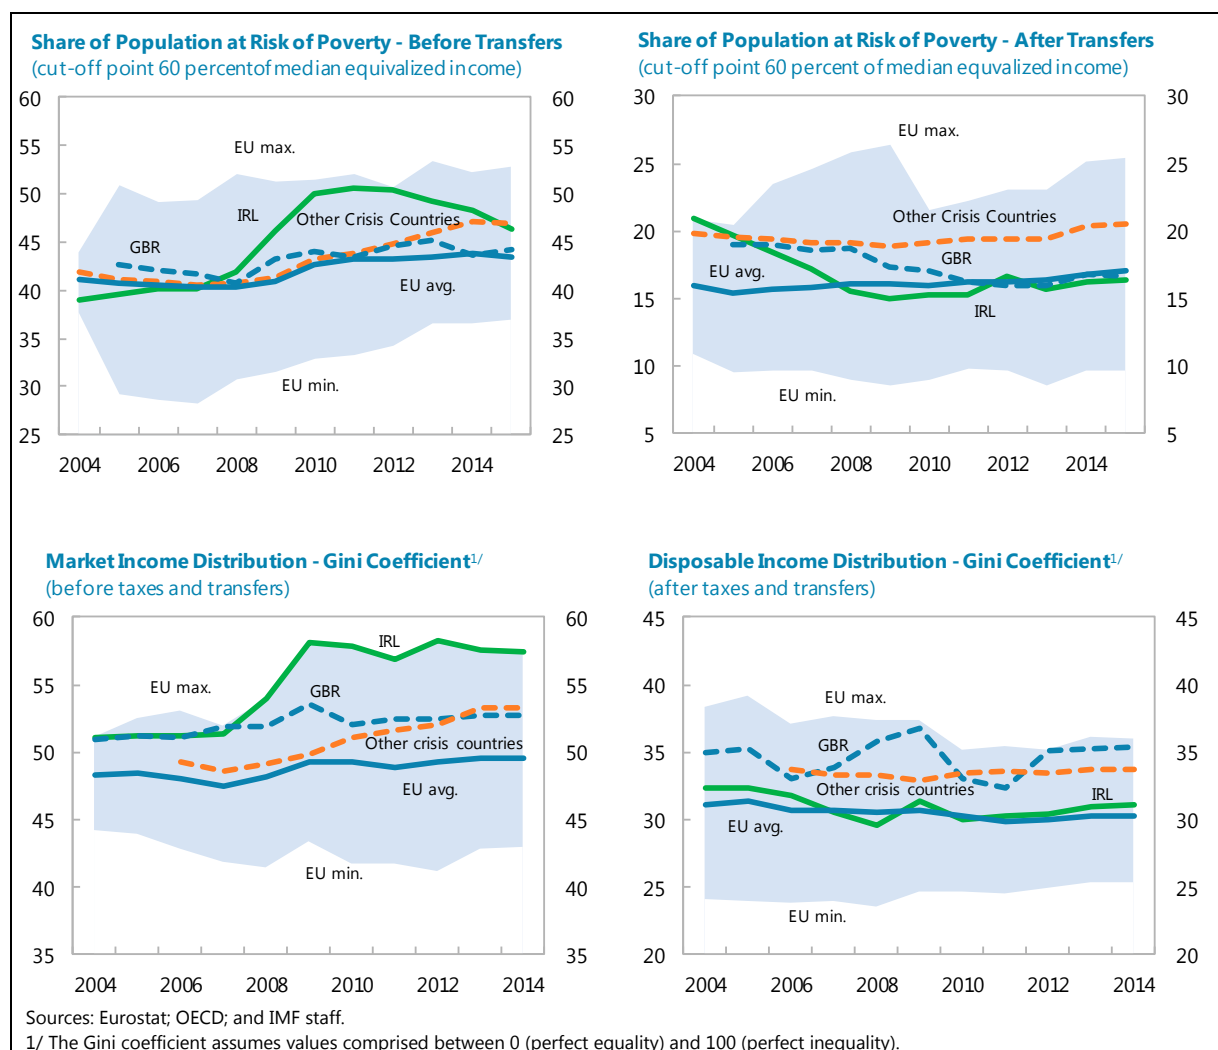 Share of Population at Risk of Poverty - Before Transfers
(cut-off point 60 percent of median equivalized income)
60 60
55 55
EU max.
50 50
IRL
Other Crisis Countries
GBR
45 45
EU avg.
40 40
35 35
EU min.
30 30
25 25
2004 2006 2008 2010 2012 2014
Share of Population at Risk of Poverty - After Transfers
(cut-off point 60 percent of median equvalized income)
30 30
EU max.
25 25
Other Crisis Countries
20 20
GBR
EU avg.
15 15
IRL
10 10
EU min.
5 5
2004 2006 2008 2010 2012 2014
Market Income Distribution - Gini Coefficient1/
(before taxes and transfers)
60 60
IRL
EU max.
GBR
55 55
Other crisis countries
50 50
EU avg.
45 45
EU min.
40 40
35 35
2004 2006 2008 2010 2012 2014
Disposable Income Distribution - Gini Coefficient1/
(after taxes and transfers)
45 45
40 40
EU max.
GBR
35 35
Other crisis countries
IRL
30 30
EU avg.
25 25
EU min.
20 20
2004 2006 2008 2010 2012 2014
Sources: Eurostat; OECD; and IMF staff.
1/ The Gini coefficient assumes values comprised between 0 (perfect equality) and 100 (perfect inequality).